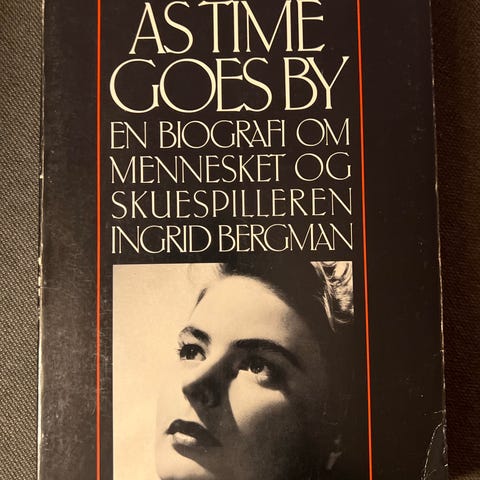 AS TIME
GOES BY
EN BIOGRAFI OM
MENNESKET OG
SKUESPILLEREN
INGRID BERGMAN